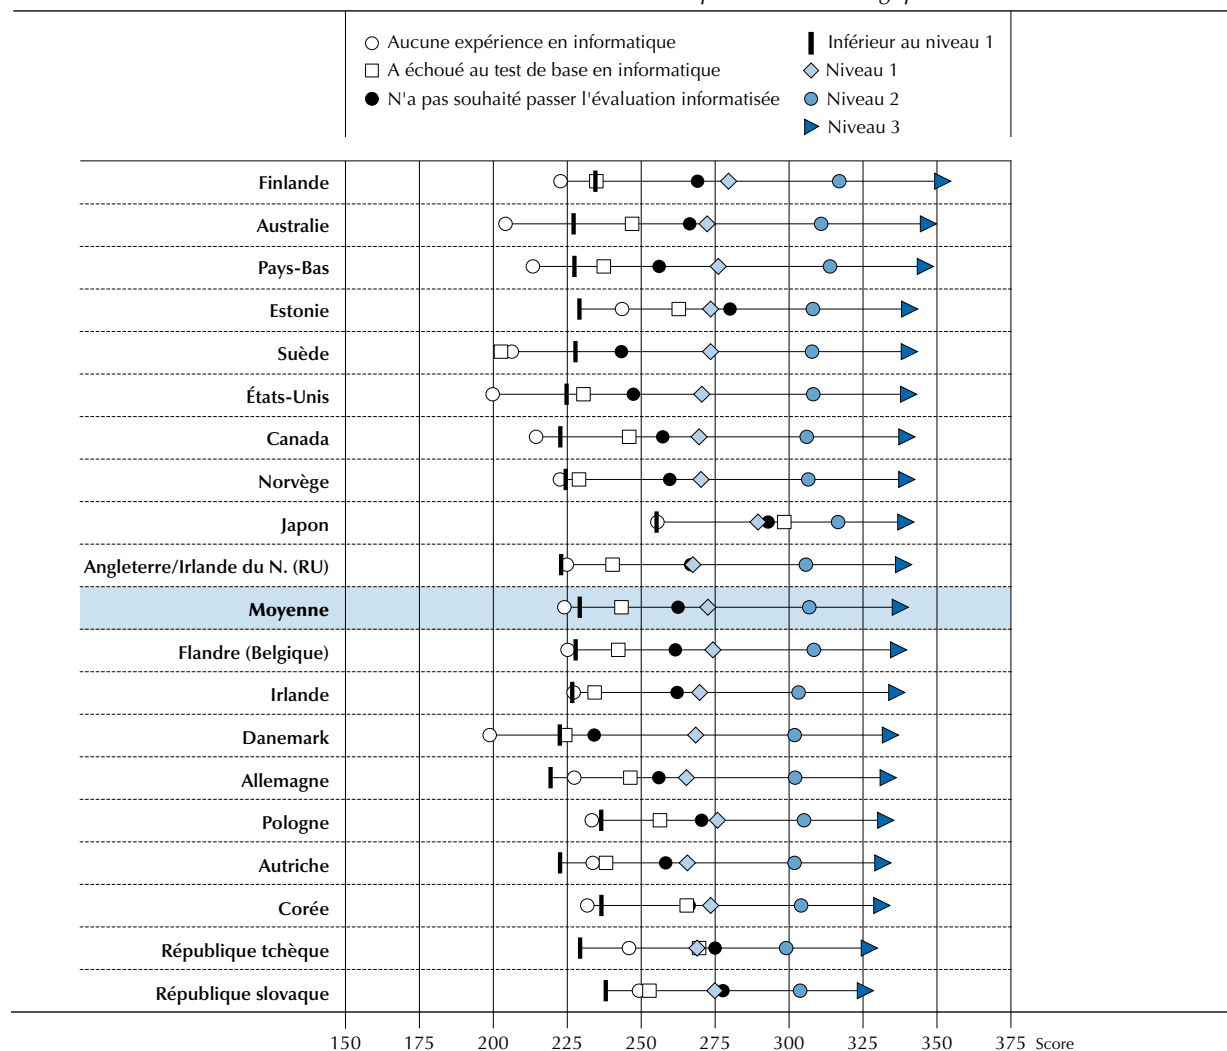 Aucune expérience en informatique
A échoué au test de base en informatique
N'a pas souhaité passer l'évaluation informatisée
Inférieur au niveau 1
Niveau 1
Niveau 2
Niveau 3
Finlande
Australie
Pays-Bas
Estonie
Suède
États-Unis
Canada
Norvège
Japon
Angleterre/Irlande du N. (RU)
Moyenne
Flandre (Belgique)
Irlande
Danemark
Allemagne
Pologne
Autriche
Corée
République tchèque
République slovaque
150 175 200 225 250 275 300 325 350 375 Score